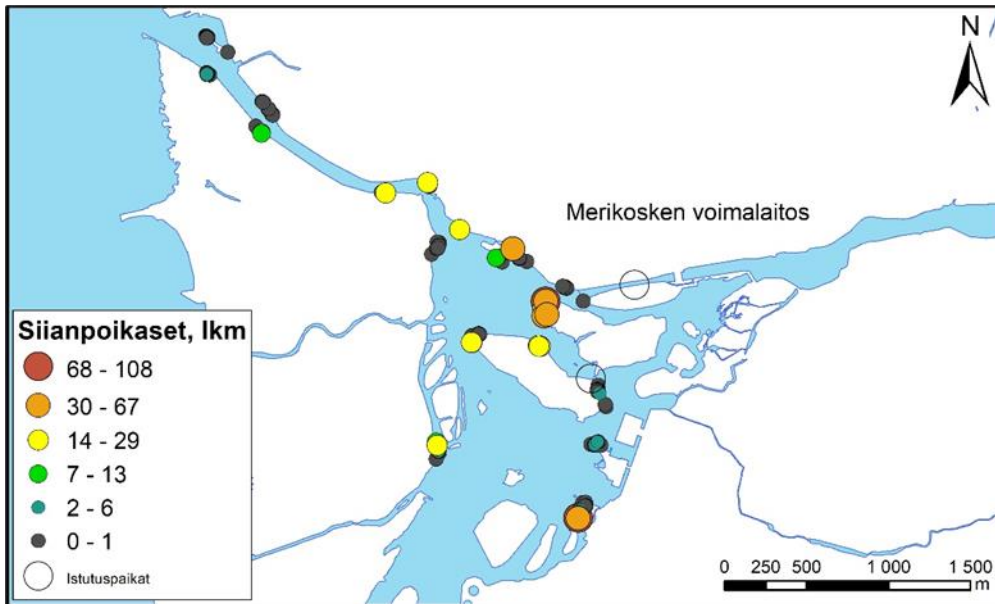 N
Merikosken voimalaitos
Siianpoikaset, lkm
68 - 108
30 - 67
14 - 29
7 - 13
2 - 6
0 - 1
Istutuspaikat
0 250 500 1 000 1 500
m